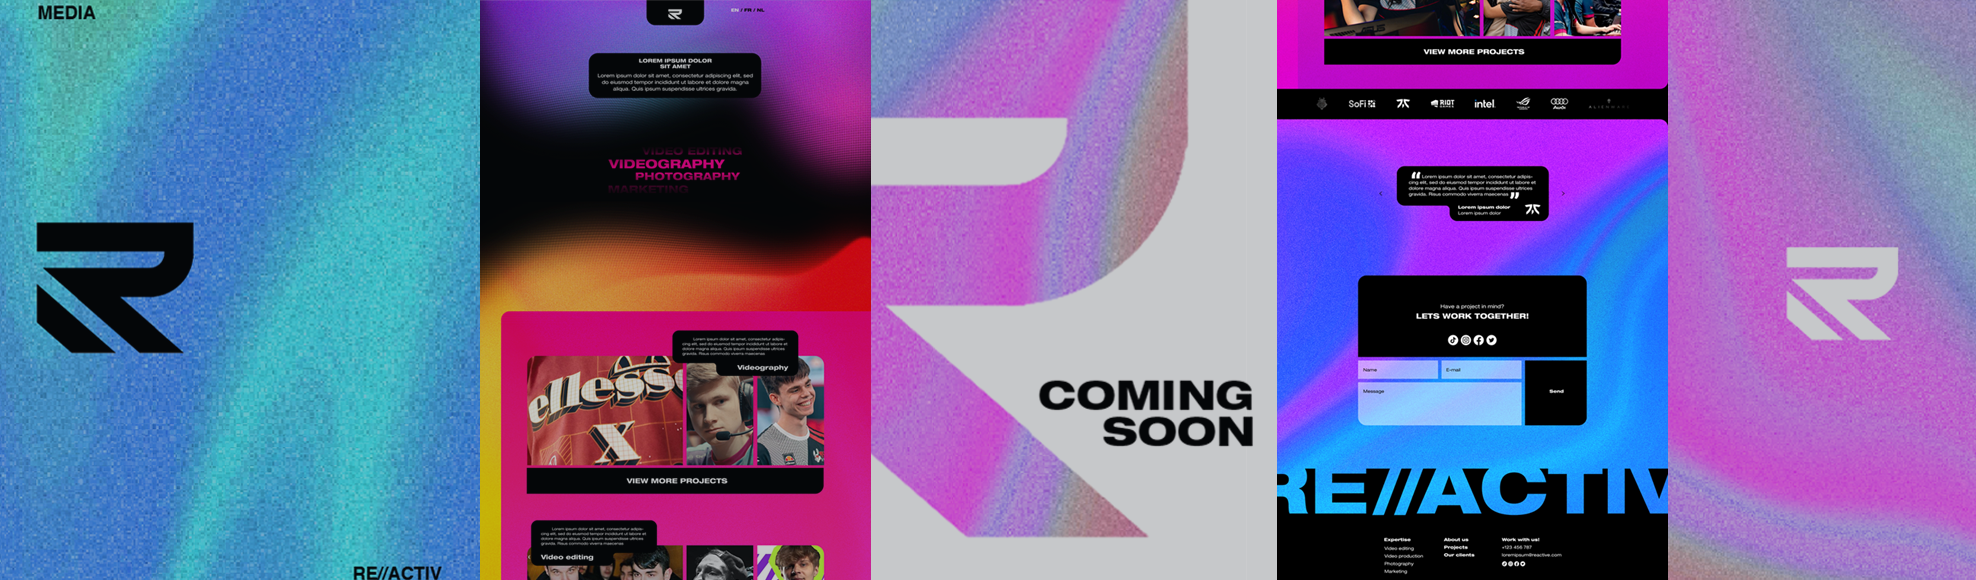 MEDIA
RE//ACTIV
EN / FR / NL
LOREM IPSUM DOLOR
SIT AMET
Lorem ipsum dolor sit amet, consectetur adipiscing elit, sed
do eiusmod tempor incididunt ut labore et dolore magna
aliqua. Quis ipsum suspendisse ultrices gravida.
VIDEO EDITING
VIDEOGRAPHY
PHOTOGRAPHY
MARKETING
Lorem ipsum dolor sit amet, consectetur adipis-
cing elit, sed do eiusmod tempor incididunt ut labore et
dolore magna aliqua. Quis ipsum suspendisse ultrices
gravida. Risus commodo viverra maecenas
Videography
ellesse
X
VIEW MORE PROJECTS
Lorem ipsum dolor sit amet, consectetur adipis-
cing elit, sed do eiusmod tempor incididunt ut labore et
dolore magna aliqua. Quis ipsum suspendisse ultrices
gravida. Risus commodo viverra maecenas
Video editing
COMING
SOON
VIEW MORE PROJECTS
SoFi
RIOT
GAMES
intel
Audi
ALIENWARE
Lorem ipsum dolor sit amet, consectetur adipis-
cing elit, sed do eiusmod tempor incididunt ut labore et
dolore magna aliqua. Quis ipsum suspendisse ultrices
gravida. Risus commodo viverra maecenas
Lorem ipsum dolor
Lorem ipsum dolor
Have a project in mind?
LETS WORK TOGETHER!
Name
E-mail
Message
Send
RE//ACTIV
Expertise
Video editing
Video production
Photography
Marketing
About us
Projects
Our clients
Work with us!
+123 456 787
loremipsum@reactive.com